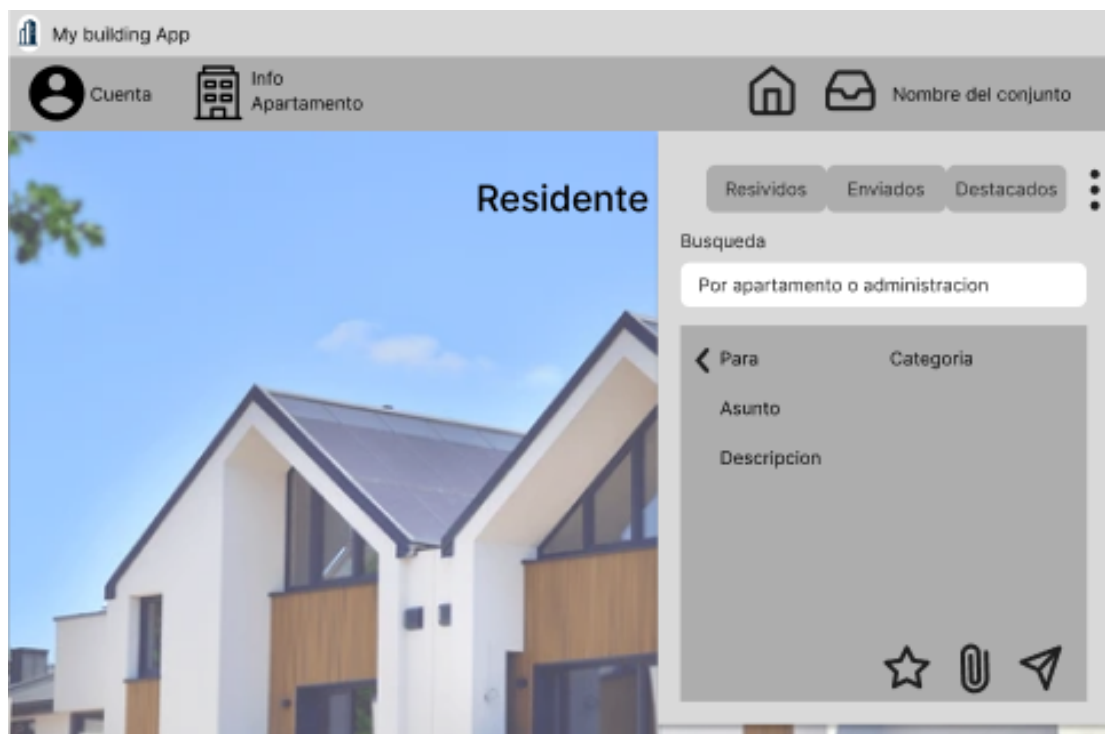 My building App
Cuenta
Info
Apartamento
Nombre del conjunto
Residente
Resividos
Enviados
Destacados
Busqueda
Por apartamento o administracion
Para
Categoria
Asunto
Descripcion